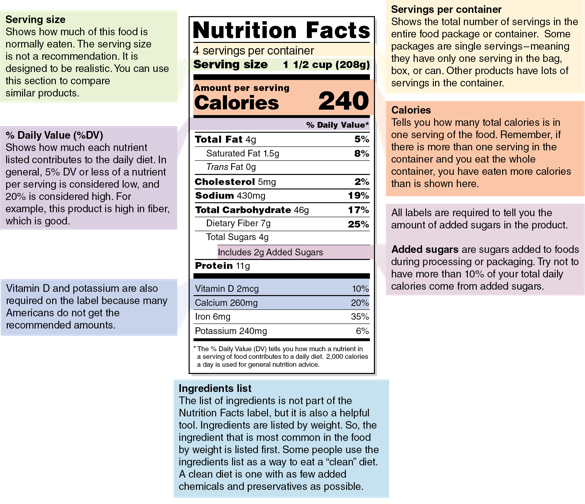 Serving size
Shows how much of this food is
normally eaten. The serving size
is not a recommendation. It is
designed to be realistic. You can use
this section to compare
similar products.
% Daily Value (%DV)
Shows how much each nutrient
listed contributes to the daily diet. In
general, 5% DV or less of a nutrient
per serving is considered low, and
20% is considered high. For
example, this product is high in fiber,
which is good.
Vitamin D and potassium are also
required on the label because many
Americans do not get the
recommended amounts.
Nutrition Facts
4 servings per container
Serving size 1 1/2 cup (208g)
Amount per serving
Calories 240
% Daily Value*
Total Fat 4g 5%
Saturated Fat 1.5g 8%
Trans Fat 0g
Cholesterol 5mg 2%
Sodium 430mg 19%
Total Carbohydrate 46g 17%
Dietary Fiber 7g 25%
Total Sugars 4g
Includes 2g Added Sugars
Protein 11g
Vitamin D 2mcg 10%
Calcium 260mg 20%
Iron 6mg 35%
Potassium 240mg 6%
* The % Daily Value (DV) tells you how much a nutrient in
a serving of food contributes to a daily diet. 2,000 calories
a day is used for general nutrition advice.
Servings per container
Shows the total number of servings in the
entire food package or container. Some
packages are single servings–meaning
they have only one serving in the bag,
box, or can. Other products have lots of
servings in the container.
Calories
Tells you how many total calories is in
one serving of the food. Remember, if
there is more than one serving in the
container and you eat the whole
container, you have eaten more calories
than is shown here.
All labels are required to tell you the
amount of added sugars in the product.
Added sugars are sugars added to foods
during processing or packaging. Try not to
have more than 10% of your total daily
calories come from added sugars.
Ingredients list
The list of ingredients is not part of the
Nutrition Facts label, but it is also a helpful
tool. Ingredients are listed by weight. So, the
ingredient that is most common in the food
by weight is listed first. Some people use the
ingredients list as a way to eat a “clean” diet.
A clean diet is one with as few added
chemicals and preservatives as possible.